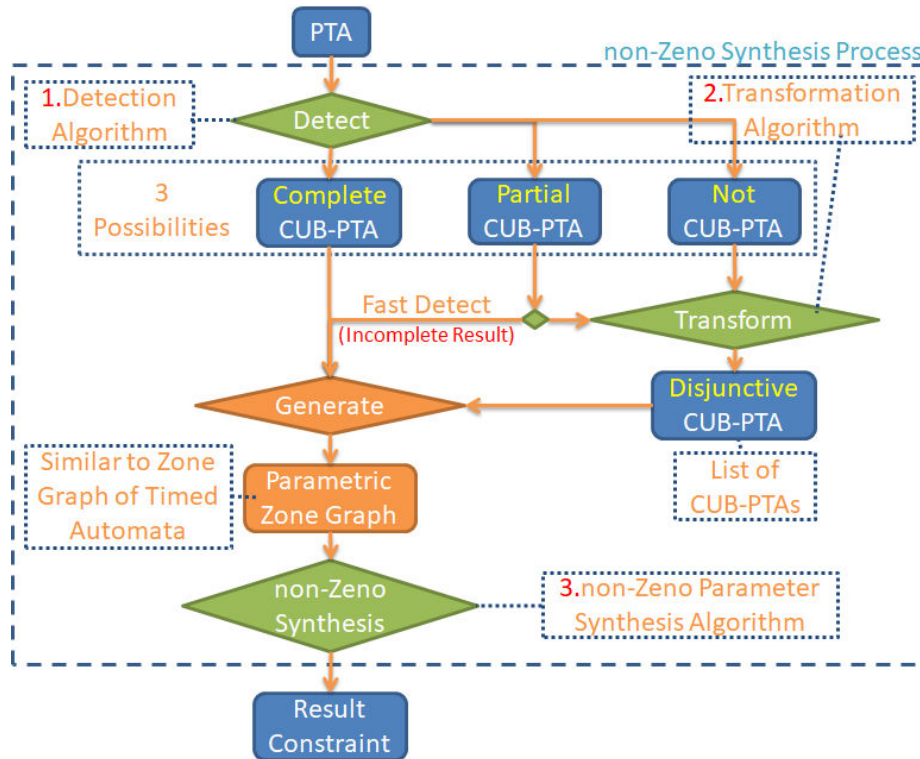 PTA
non-Zeno Synthesis Process
1.Detection
Algorithm
Detect
2.Transformation
Algorithm
3
Possibilities
Complete
CUB-PTA
Partial
CUB-PTA
Not
CUB-PTA
Fast Detect
(Incomplete Result)
Transform
Generate
Disjunctive
CUB-PTA
Similar to Zone
Graph of Timed
Automata
Parametric
Zone Graph
List of
CUB-PTAs
non-Zeno
Synthesis
3.non-Zeno Parameter
Synthesis Algorithm
Result
Constraint